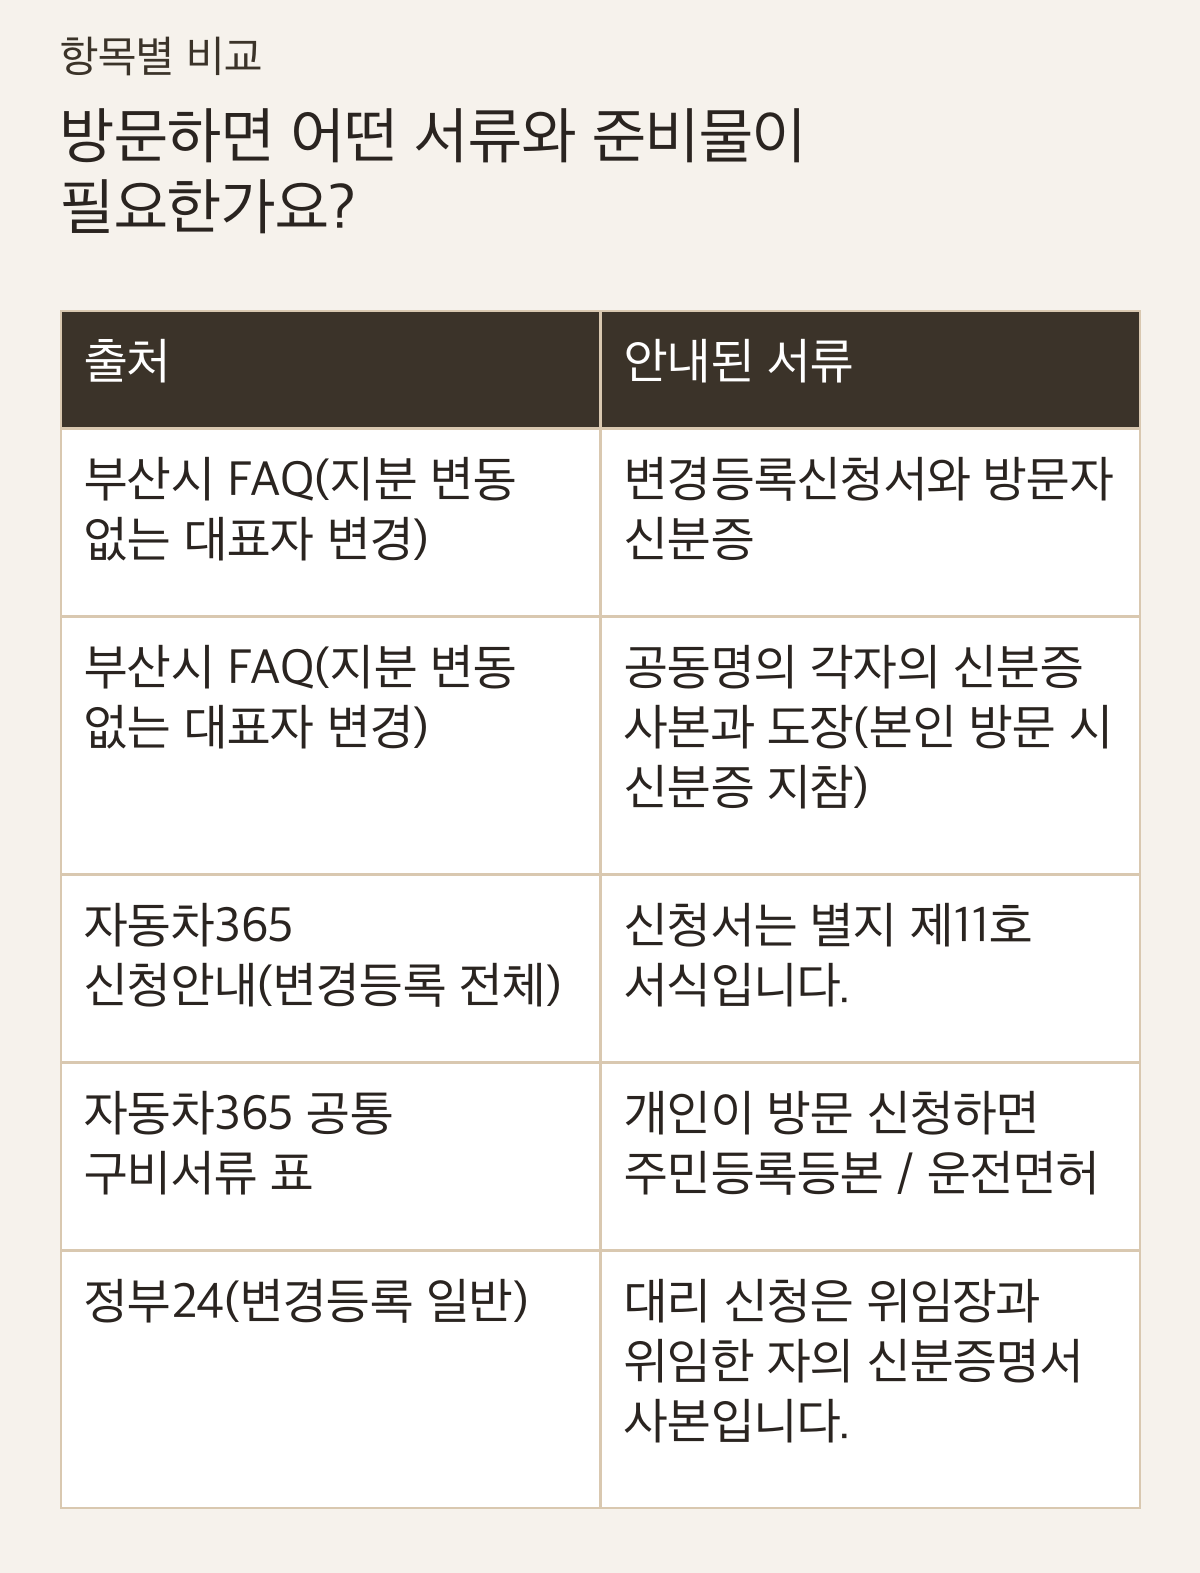 항목별 비교
방문하면 어떤 서류와 준비물이
필요한가요?
출처
안내된 서류
부산시 FAQ(지분 변동
없는 대표자 변경)
변경등록신청서와 방문자
신분증
부산시 FAQ(지분 변동
없는 대표자 변경)
공동명의 각자의 신분증
사본과 도장(본인 방문 시
신분증 지참)
자동차365
신청안내(변경등록 전체)
신청서는 별지 제11호
서식입니다.
자동차365 공통
구비서류 표
개인이 방문 신청하면
주민등록등본 / 운전면허
정부24(변경등록 일반)
대리 신청은 위임장과
위임한 자의 신분증명서
사본입니다.